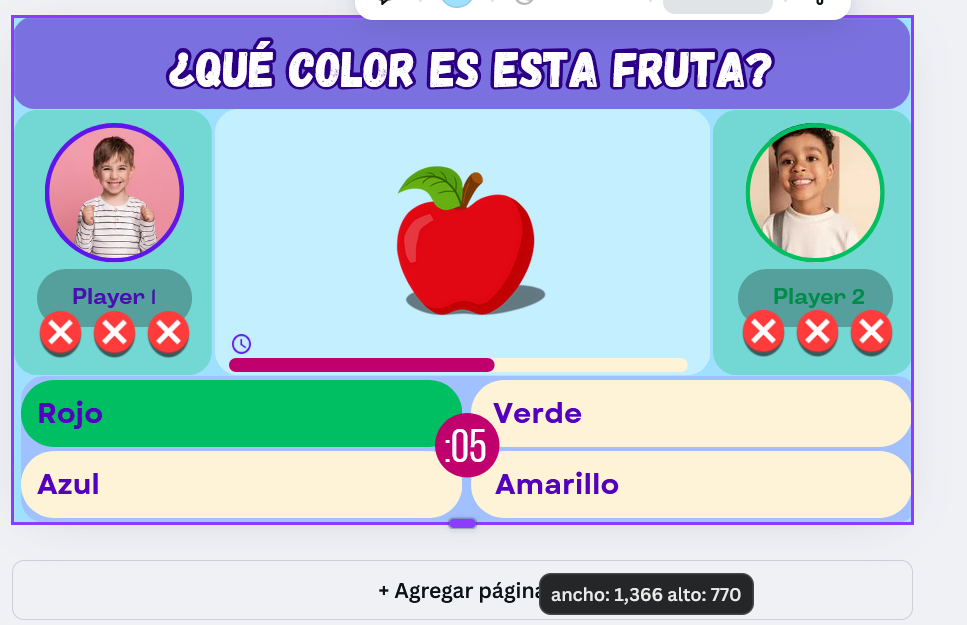 ¿QUÉ COLOR ES ESTA FRUTA?
Player 1
Player 2
Rojo
Verde
:05
Azul
Amarillo
+ Agregar página
ancho: 1,366 alto: 770